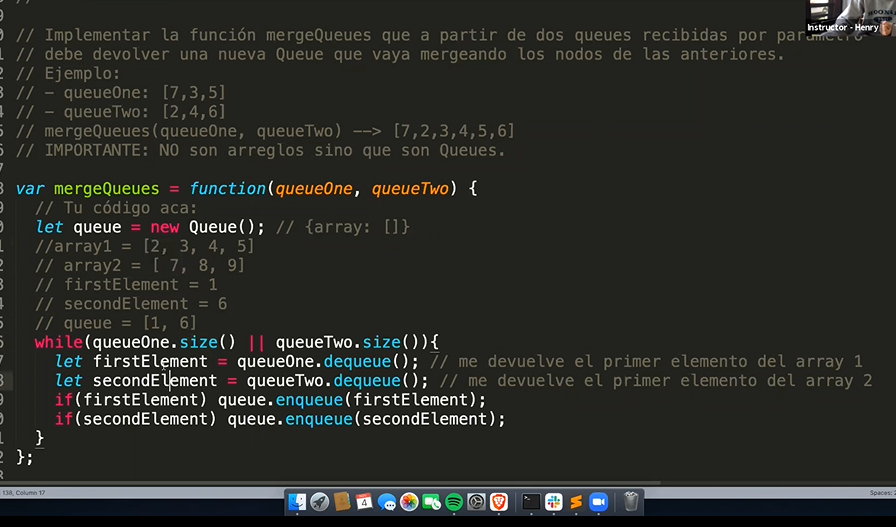 Instructor - Henry
// Implementar la función mergeQueues que a partir de dos queues recibidas por parámetro
// debe devolver una nueva Queue que vaya mergeando los nodos de las anteriores.
// Ejemplo:
// - queueOne: [7,3,5]
// - queueTwo: [2,4,6]
// mergeQueues(queueOne, queueTwo) --> [7,2,3,4,5,6]
// IMPORTANTE: NO son arreglos sino que son Queues.
var mergeQueues = function(queueOne, queueTwo) {
// Tu código aca:
let queue = new Queue(); // {array: []}
//array1 = [2, 3, 4, 5]
// array2 = [ 7, 8, 9]
// firstElement = 1
// secondElement = 6
// queue = [1, 6]
while(queueOne.size() || queueTwo.size()){
let firstElement = queueOne.dequeue(); // me devuelve el primer elemento del array 1
let secondElement = queueTwo.dequeue(); // me devuelve el primer elemento del array 2
if(firstElement) queue.enqueue(firstElement);
if(secondElement) queue.enqueue(secondElement);
}
};
138, Column 17
Spaces: 2
4